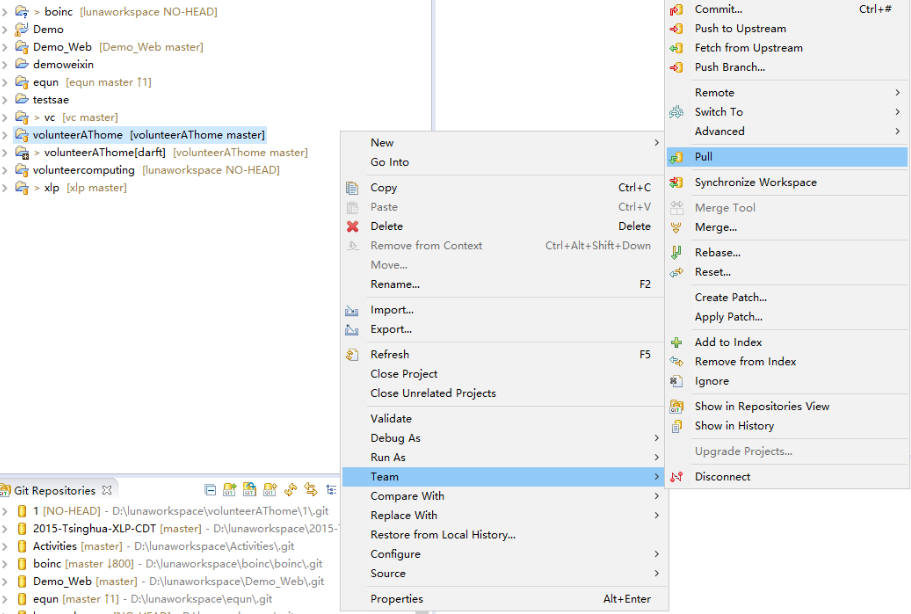 > boinc [lunaworkspace NO-HEAD]
Demo
Demo_Web [Demo_Web master]
demoweixin
equn [equn master ↑1]
testsae
> vc [vc master]
volunteerAThome [volunteerAThome master]
> volunteerAThome[darft] [volunteerAThome master]
volunteercomputing [lunaworkspace NO-HEAD]
> xlp [xlp master]
New
Go Into
Copy Ctrl+C
Paste Ctrl+V
Delete Delete
Remove from Context Ctrl+Alt+Shift+Down
Move...
Rename... F2
Import...
Export...
Refresh F5
Close Project
Close Unrelated Projects
Validate
Debug As
Run As
Team
Compare With
Replace With
Restore from Local History...
Configure
Source
Properties Alt+Enter
Commit... Ctrl+#
Push to Upstream
Fetch from Upstream
Push Branch...
Remote
Switch To
Advanced
Pull
Synchronize Workspace
Merge Tool
Merge...
Rebase...
Reset...
Create Patch...
Apply Patch...
Add to Index
Remove from Index
Ignore
Show in Repositories View
Show in History
Upgrade Projects...
Disconnect
Git Repositories
1 [NO-HEAD] - D:\lunaworkspace\volunteerAThome\1\.git
2015-Tsinghua-XLP-CDT [master] - D:\lunaworkspace\2015-
Activities [master] - D:\lunaworkspace\Activities\.git
boinc [master ↓800] - D:\lunaworkspace\boinc\boinc\.git
Demo_Web [master] - D:\lunaworkspace\Demo_Web\.git
equn [master ↑1] - D:\lunaworkspace\equn\.git